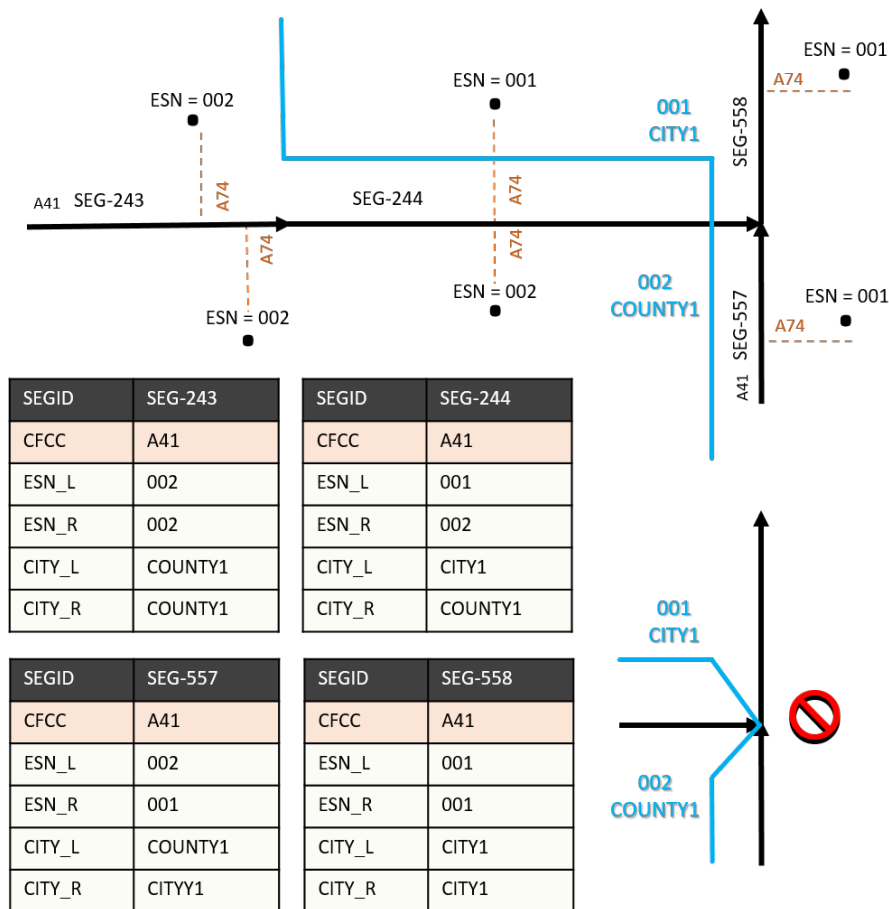 ESN = 001
A74
SEG-558
ESN = 002
ESN = 001
001
CITY1
A74
A74
A41 SEG-243
SEG-244
A74
A74
ESN = 002
ESN = 002
002
COUNTY1
SEG-557
A41
ESN = 001
A74
SEGID SEG-243
CFCC A41
ESN_L 002
ESN_R 002
CITY_L COUNTY1
CITY_R COUNTY1
SEGID SEG-244
CFCC A41
ESN_L 001
ESN_R 002
CITY_L CITY1
CITY_R COUNTY1
SEGID SEG-557
CFCC A41
ESN_L 002
ESN_R 001
CITY_L COUNTY1
CITY_R CITYY1
SEGID SEG-558
CFCC A41
ESN_L 001
ESN_R 001
CITY_L CITY1
CITY_R CITY1
001
CITY1
002
COUNTY1